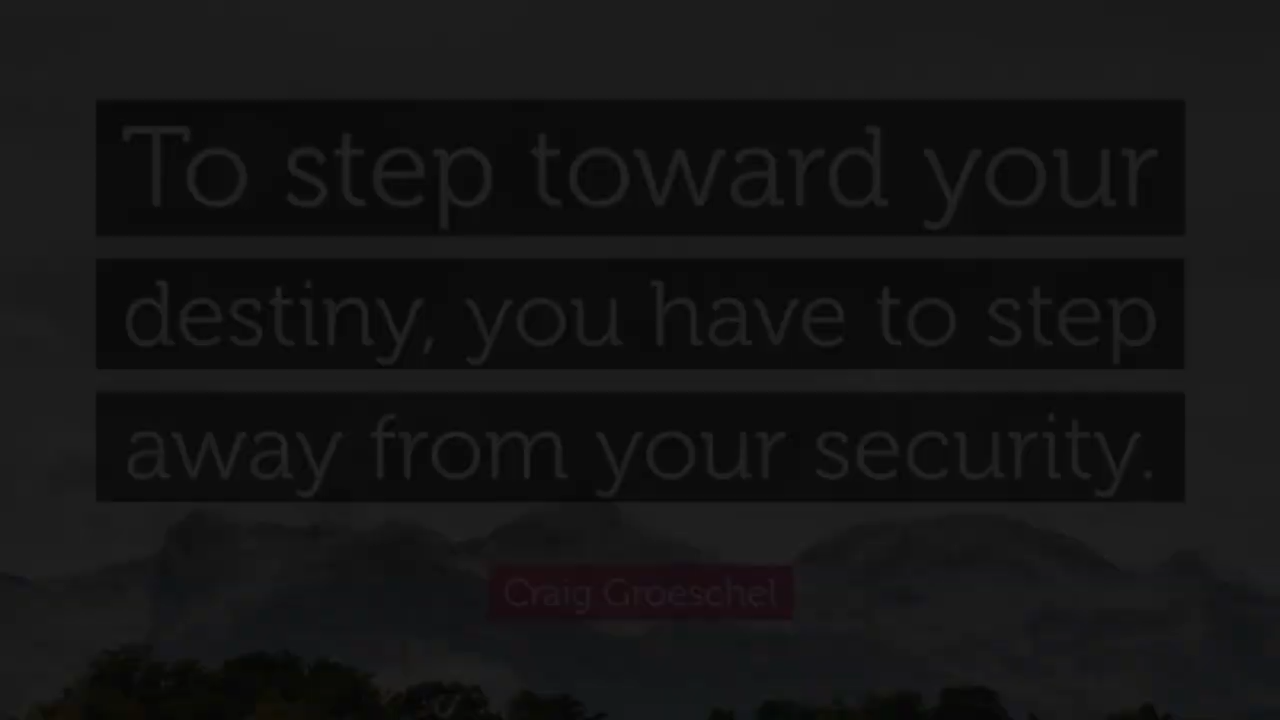 To step toward your
destiny, you have to step
away from your security.
Craig Groeschel